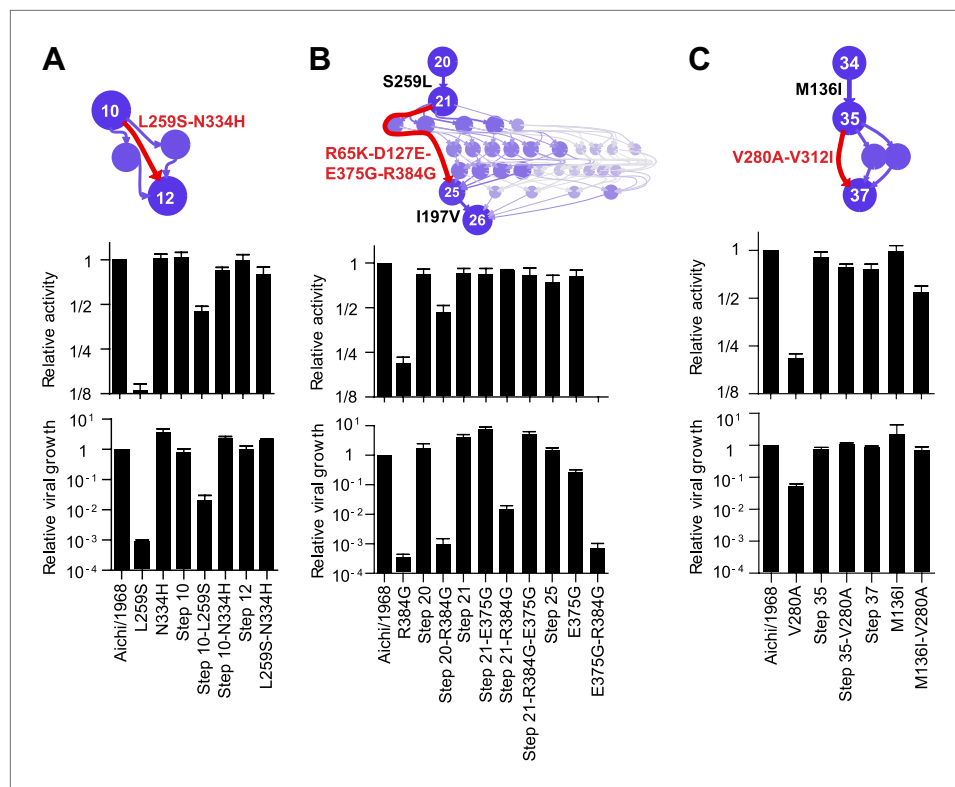 A
10
L259S-N334H
12
Relative activity
1
1/2
1/4
1/8
Relative viral growth
10^1
1
10^-1
10^-2
10^-3
10^-4
Aichi/1968
L259S
N334H
Step 10
Step 10-L259S
Step 10-N334H
Step 12
L259S-N334H
B
20
S259L
21
R65K-D127E-
E375G-R384G
25
I197V
26
Relative activity
1
1/2
1/4
1/8
Relative viral growth
10^1
1
10^-1
10^-2
10^-3
10^-4
Aichi/1968
R384G
Step 20
Step 20-R384G
Step 21
Step 21-E375G
Step 21-R384G
Step 21-R384G-E375G
Step 25
E375G
E375G-R384G
C
34
M136I
35
V280A-V312I
37
Relative activity
1
1/2
1/4
1/8
Relative viral growth
10^1
1
10^-1
10^-2
10^-3
10^-4
Aichi/1968
V280A
Step 35
Step 35-V280A
Step 37
M136I
M136I-V280A